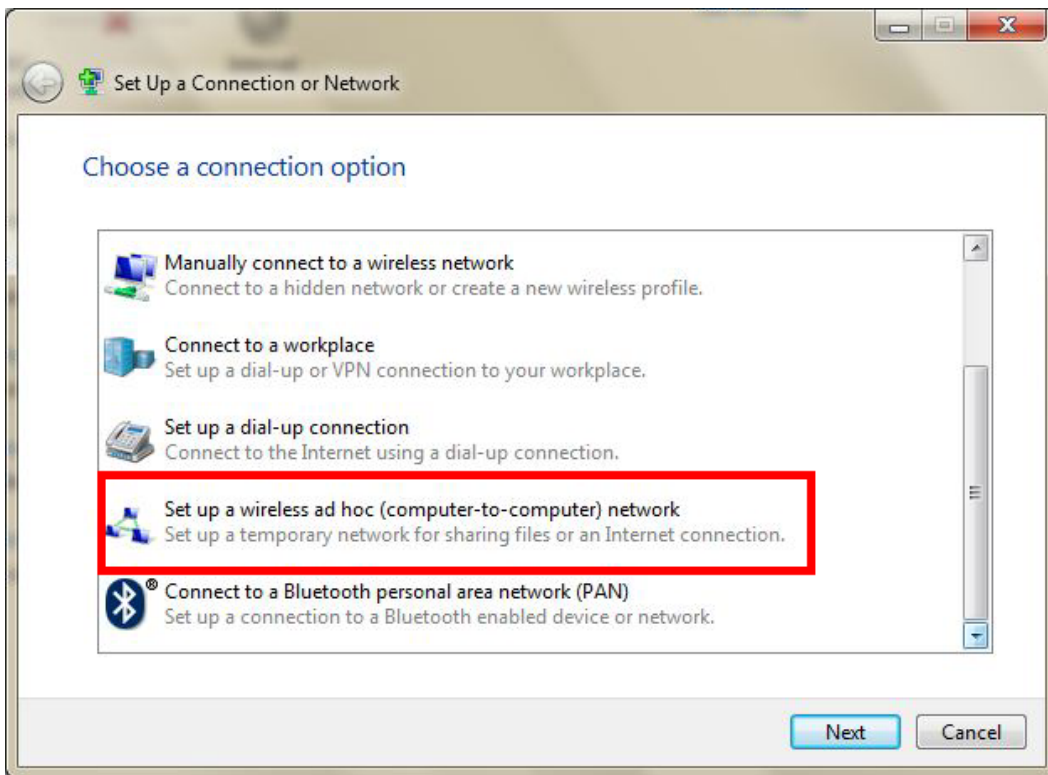 Set Up a Connection or Network
Choose a connection option
Manually connect to a wireless network
Connect to a hidden network or create a new wireless profile.
Connect to a workplace
Set up a dial-up or VPN connection to your workplace.
Set up a dial-up connection
Connect to the Internet using a dial-up connection.
Set up a wireless ad hoc (computer-to-computer) network
Set up a temporary network for sharing files or an Internet connection.
® Connect to a Bluetooth personal area network (PAN)
Set up a connection to a Bluetooth enabled device or network.
Next Cancel